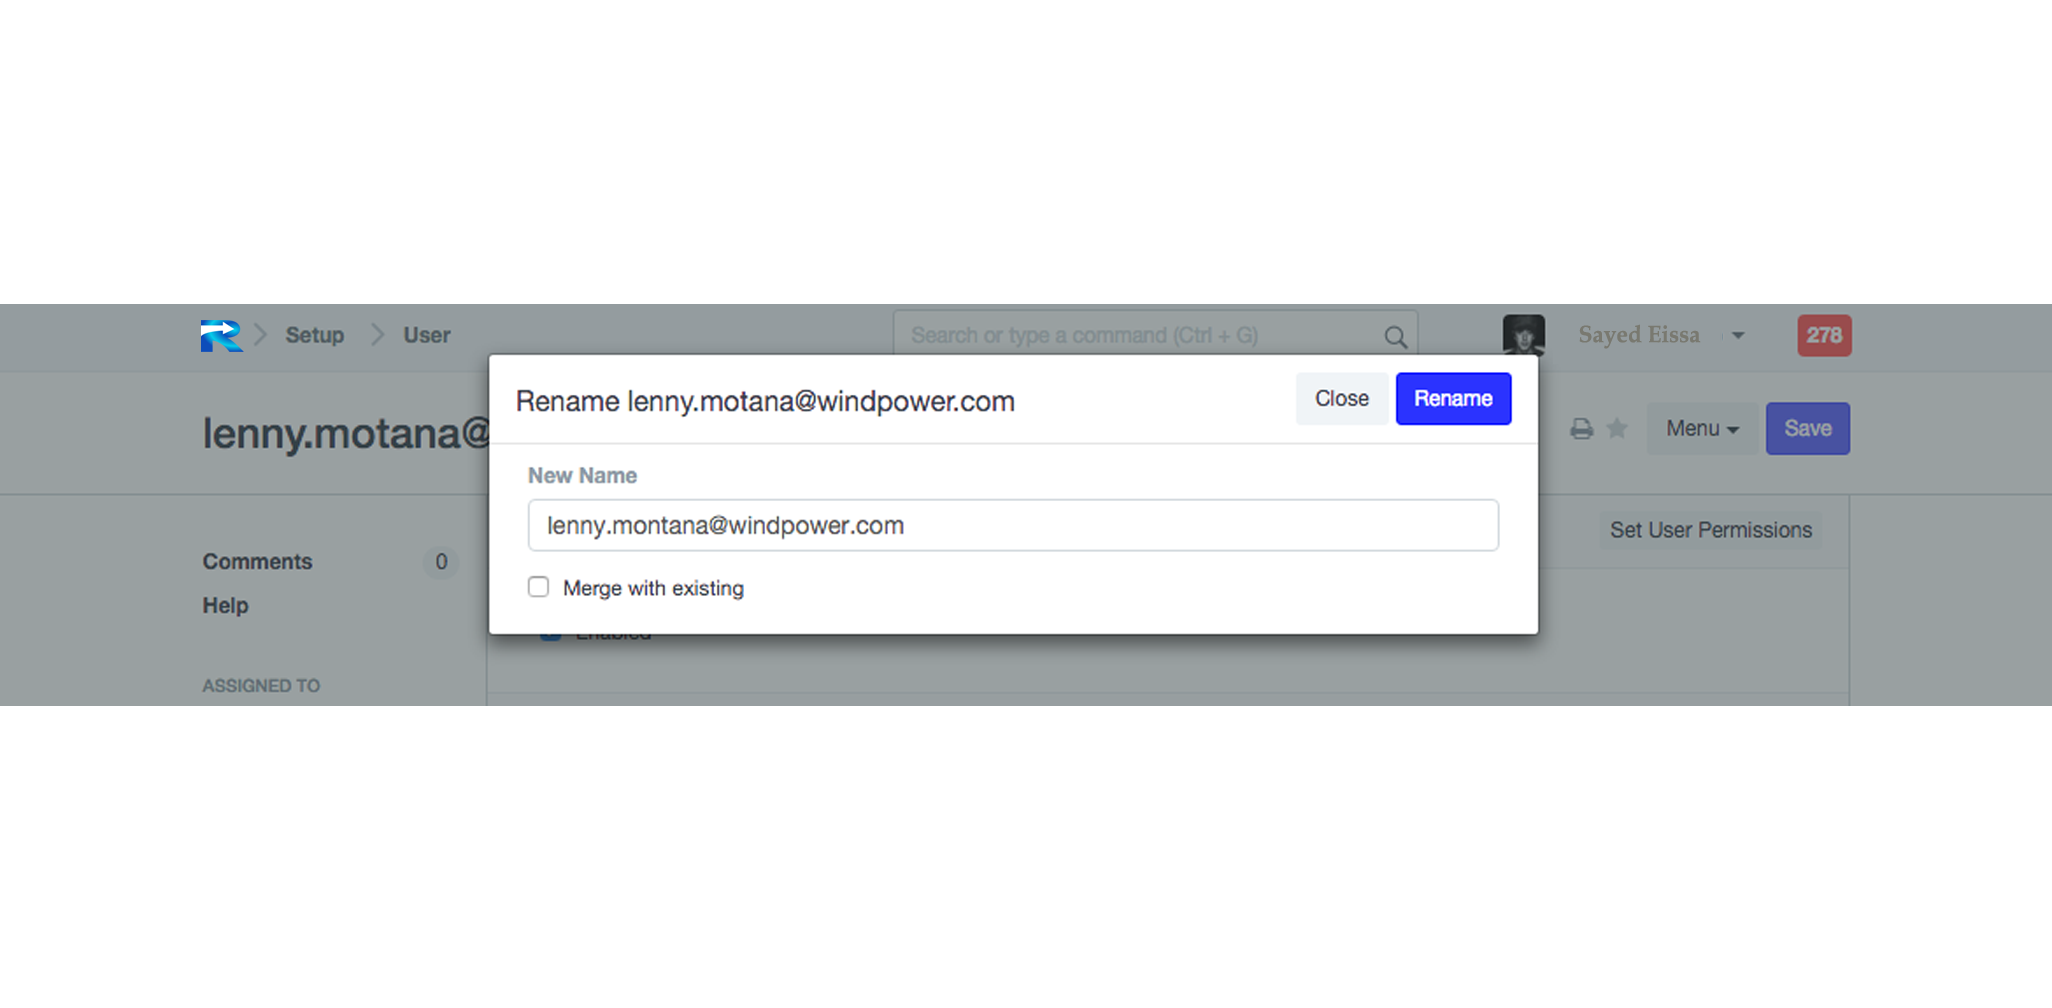 Setup User Search or type a command (Ctrl + G) Sayed Eissa 278
Rename lenny.motana@windpower.com Close Rename
lenny.motana@ Menu Save
New Name
lenny.montana@windpower.com
Set User Permissions
Comments 0
Merge with existing
Help
Enabled
ASSIGNED TO